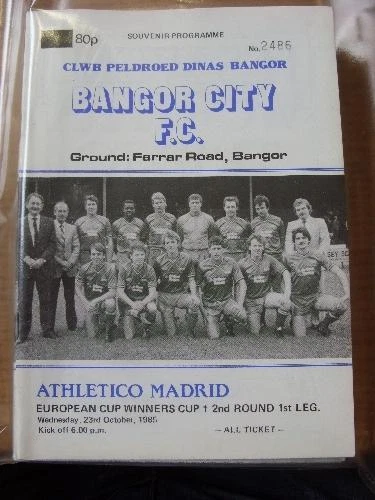 80p
SOUVENIR PROGRAMME
No. 2486
CLWB PELDROED DINAS BANGOR
BANGOR CITY
F.C.
Ground: Farrar Road, Bangor
ATHLETICO MADRID
EUROPEAN CUP WINNERS CUP † 2ND ROUND 1ST LEG.
Wednesday, 23rd October, 1985
Kick off 6.00 p.m.
– ALL TICKET –